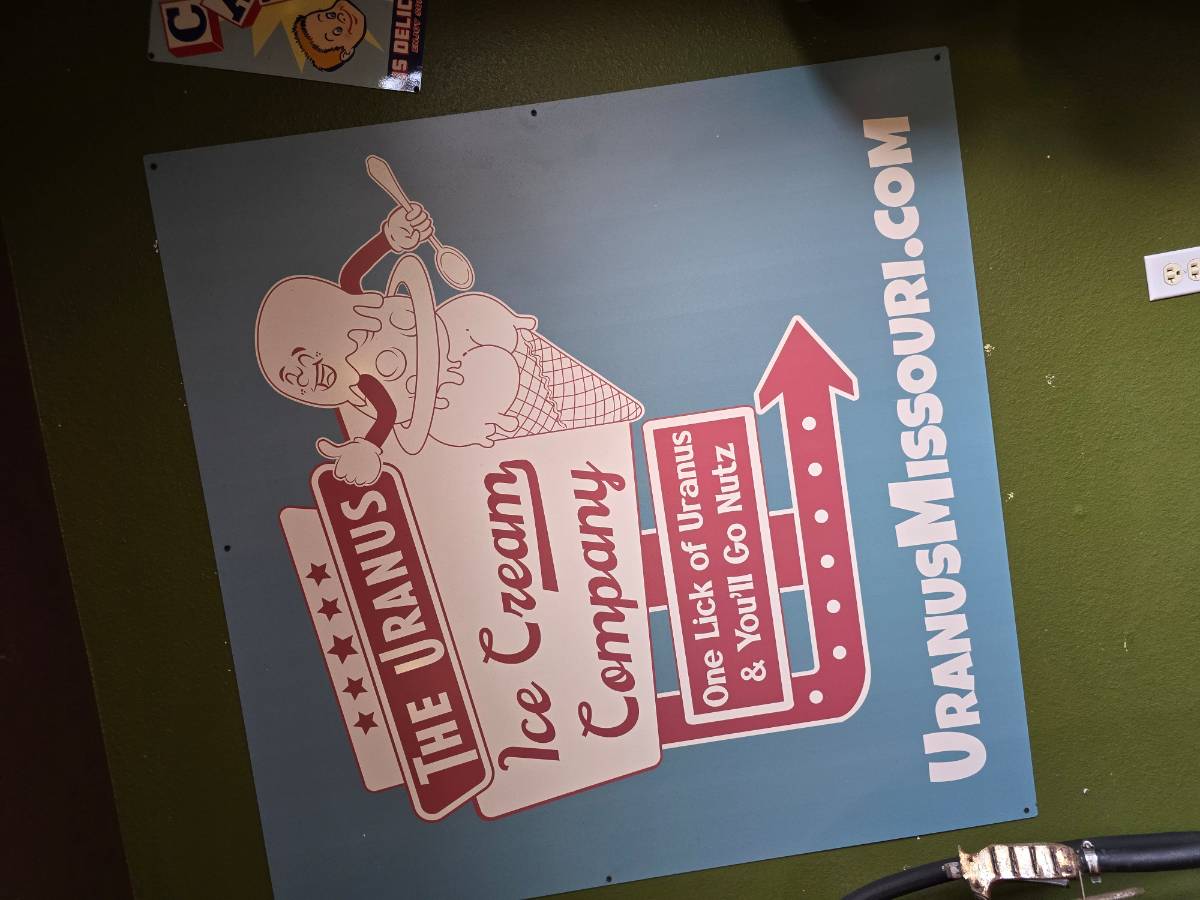 THE URANUS
Ice Cream
Company
One Lick of Uranus
& You'll Go Nutz
URANUSMISSOURI.COM